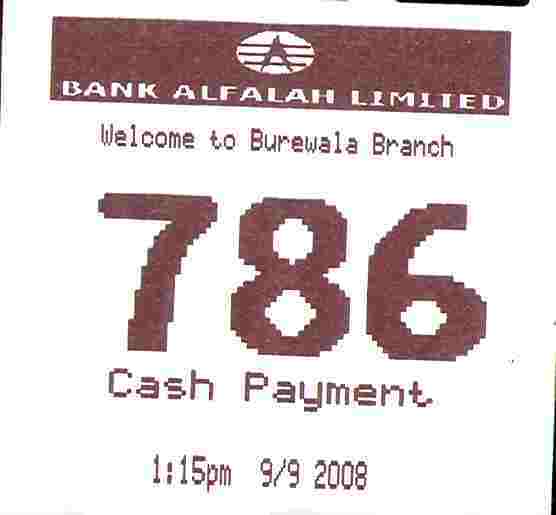 BANK ALFALAH LIMITED
Welcome to Burewala Branch
786
Cash Payment
1:15pm 9/9 2008